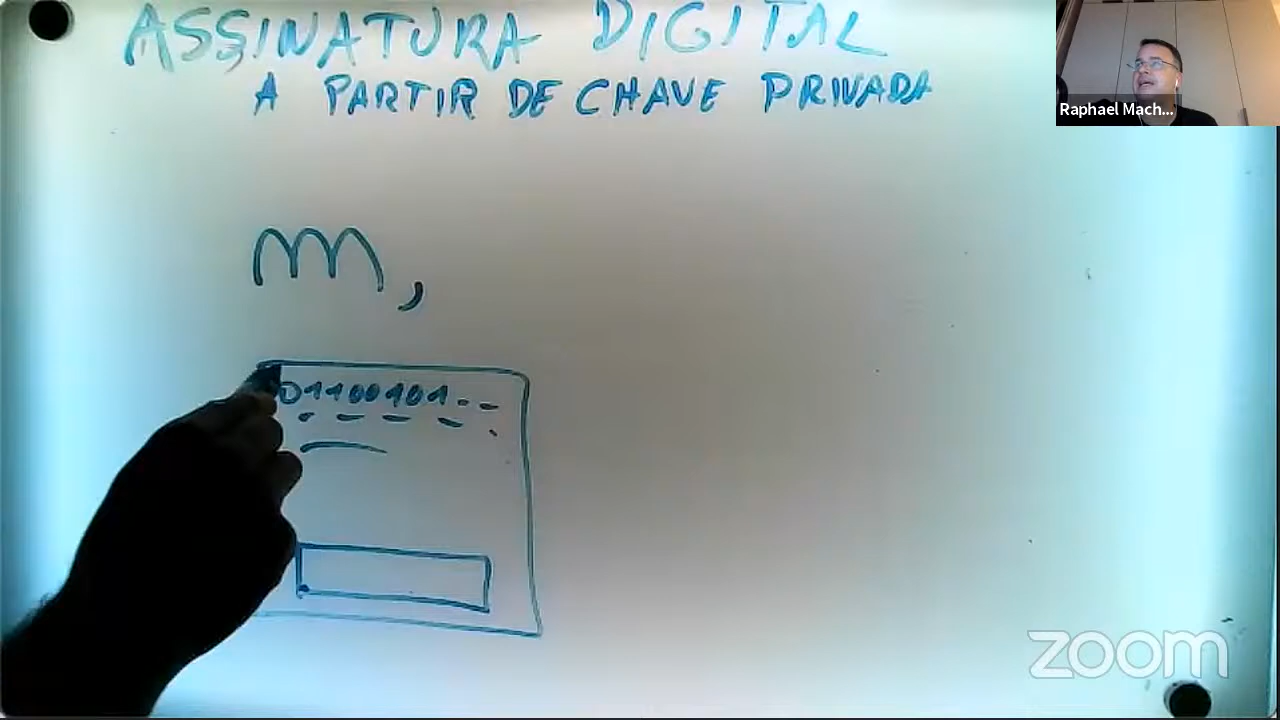 ASSINATURA DIGITAL
A PARTIR DE CHAVE PRIVADA
Raphael Mach...
m,
01100101
zoom